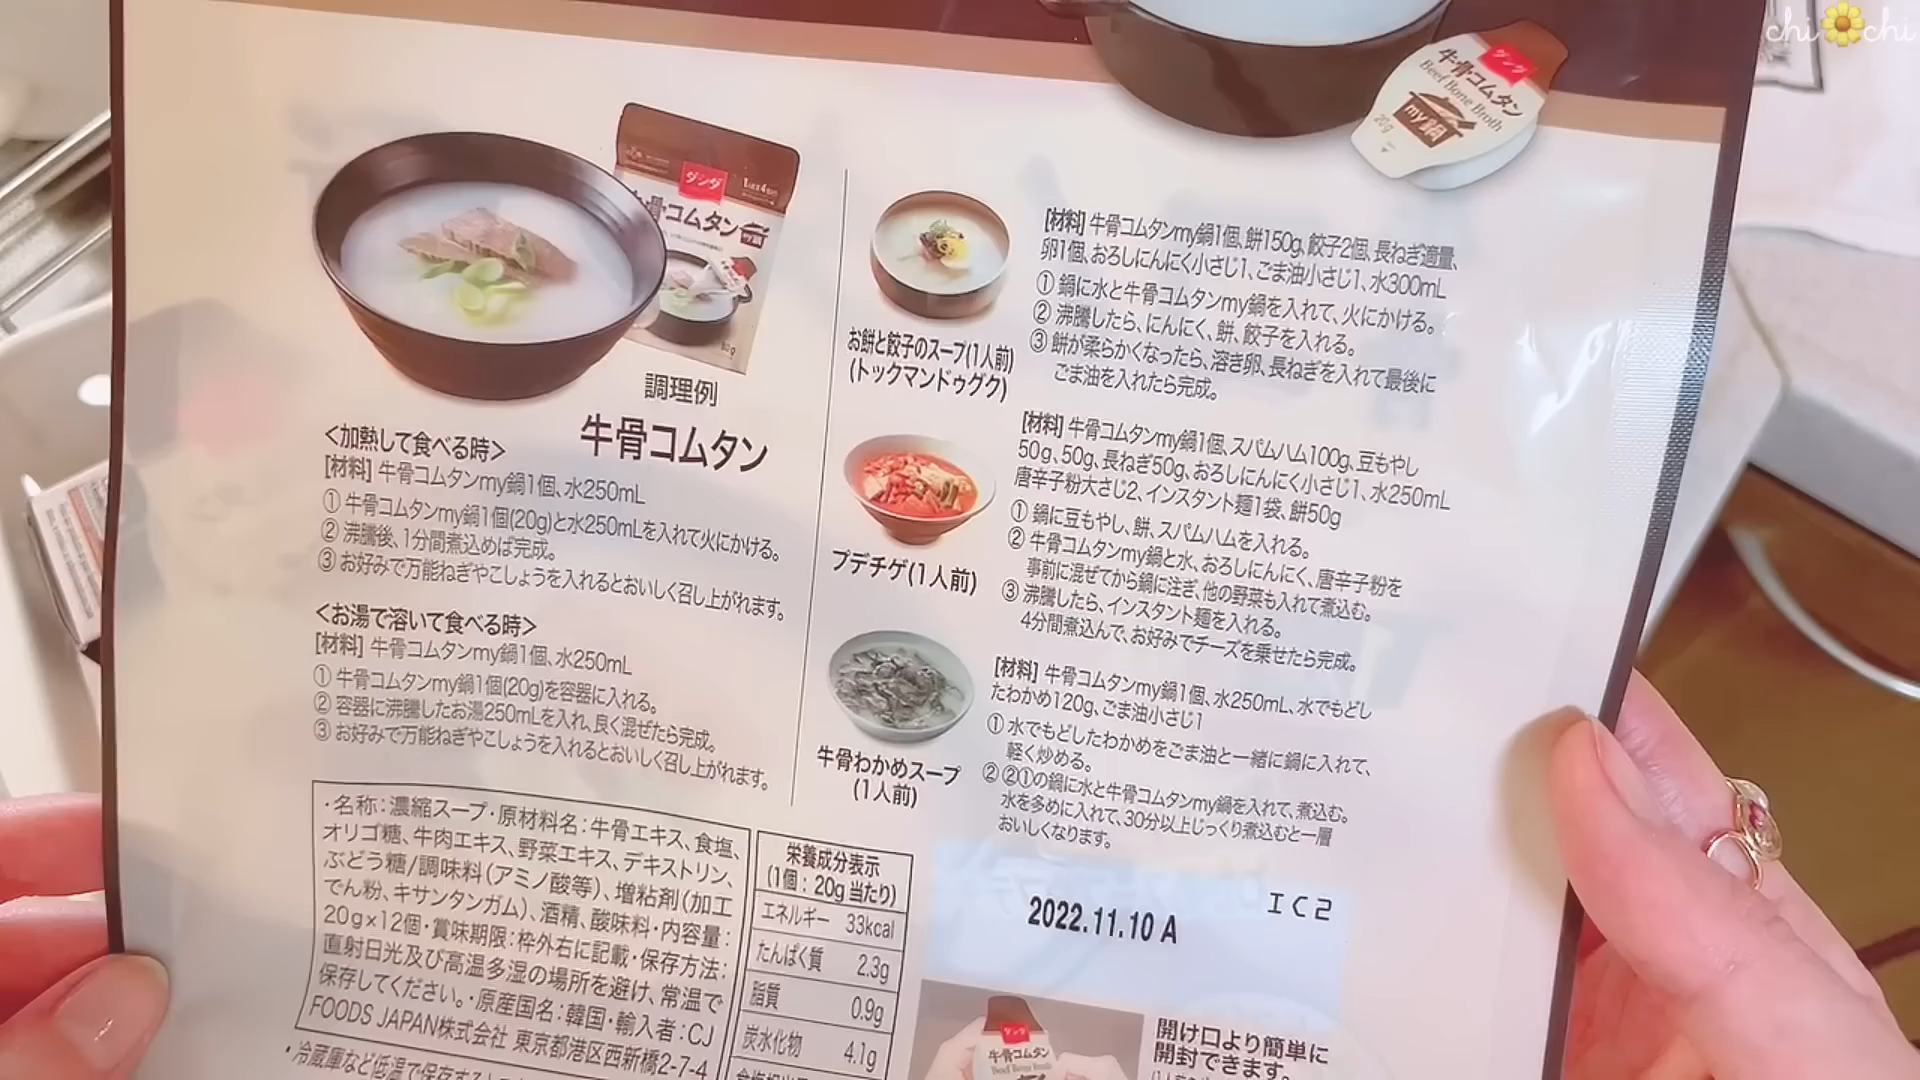 chi chi
ダシダ
牛骨コムタン
Beef Bone Broth
my鍋
20g
ダシダ
牛骨コムタン
80g
調理例
牛骨コムタン
<加熱して食べる時>
[材料] 牛骨コムタンmy鍋1個、水250mL
① 牛骨コムタンmy鍋1個(20g)と水250mLを入れて火にかける。
② 沸騰後、1分間煮込めば完成。
③ お好みで万能ねぎやこしょうを入れるとおいしく召し上がれます。
<お湯で溶いて食べる時>
[材料] 牛骨コムタンmy鍋1個、水250mL
① 牛骨コムタンmy鍋1個(20g)を容器に入れる。
② 容器に沸騰したお湯250mLを入れ、良く混ぜたら完成。
③ お好みで万能ねぎやこしょうを入れるとおいしく召し上がれます。
お餅と餃子のスープ(1人前)
(トックマンドゥグク)
[材料] 牛骨コムタンmy鍋1個、餅150g、餃子2個、長ねぎ適量、
卵1個、おろしにんにく小さじ1、ごま油小さじ1、水300mL
① 鍋に水と牛骨コムタンmy鍋を入れて、火にかける。
② 沸騰したら、にんにく、餅、餃子を入れる。
③ 餅が柔らかくなったら、溶き卵、長ねぎを入れて最後に
ごま油を入れたら完成。
プデチゲ(1人前)
[材料] 牛骨コムタンmy鍋1個、スパムハム100g、豆もやし
50g、50g、長ねぎ50g、おろしにんにく小さじ1、水250mL
唐辛子粉大さじ2、インスタント麺1袋、餅50g
① 鍋に豆もやし、餅、スパムハムを入れる。
② 牛骨コムタンmy鍋と水、おろしにんにく、唐辛子粉を
事前に混ぜてから鍋に注ぎ、他の野菜も入れて煮込む。
③ 沸騰したら、インスタント麺を入れる。
4分間煮込んで、お好みでチーズを乗せたら完成。
牛骨わかめスープ
(1人前)
[材料] 牛骨コムタンmy鍋1個、水250mL、水でもどし
たわかめ120g、ごま油小さじ1
① 水でもどしたわかめをごま油と一緒に鍋に入れて、
軽く炒める。
② ②①の鍋に水と牛骨コムタンmy鍋を入れて、煮込む。
水を多めに入れて、30分以上じっくり煮込むと一層
おいしくなります。
・名称：濃縮スープ・原材料名：牛骨エキス、食塩、
オリゴ糖、牛肉エキス、野菜エキス、デキストリン、
ぶどう糖/調味料(アミノ酸等)、増粘剤(加工
でん粉、キサンタンガム)、酒精、酸味料・内容量：
20g×12個・賞味期限：枠外右に記載・保存方法：
直射日光及び高温多湿の場所を避け、常温で
保存してください。・原産国名：韓国・輸入者：CJ
FOODS JAPAN株式会社 東京都港区西新橋2-7-4
・冷蔵庫など低温で保存すると
栄養成分表示
(1個：20g当たり)
エネルギー 33kcal
たんぱく質 2.3g
脂質 0.9g
炭水化物 4.1g
2022.11.10 A
IC2
ダシダ
牛骨コムタン
Beef Bone Broth
開け口より簡単に
開封できます。